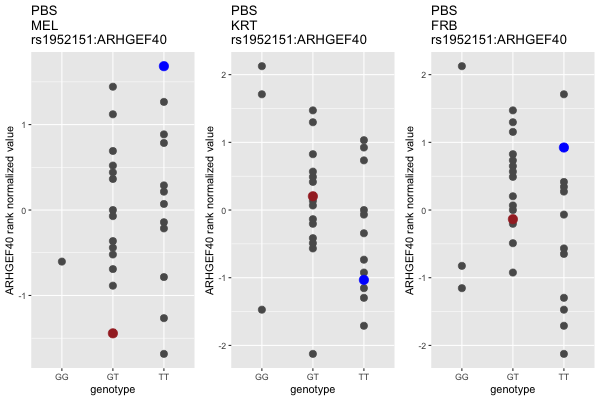 PBS
MEL
rs1952151:ARHGEF40
ARHGEF40 rank normalized value
1
0
-1
GG
GT
TT
genotype
PBS
KRT
rs1952151:ARHGEF40
ARHGEF40 rank normalized value
2
1
0
-1
-2
GG
GT
TT
genotype
PBS
FRB
rs1952151:ARHGEF40
ARHGEF40 rank normalized value
2
1
0
-1
-2
GG
GT
TT
genotype